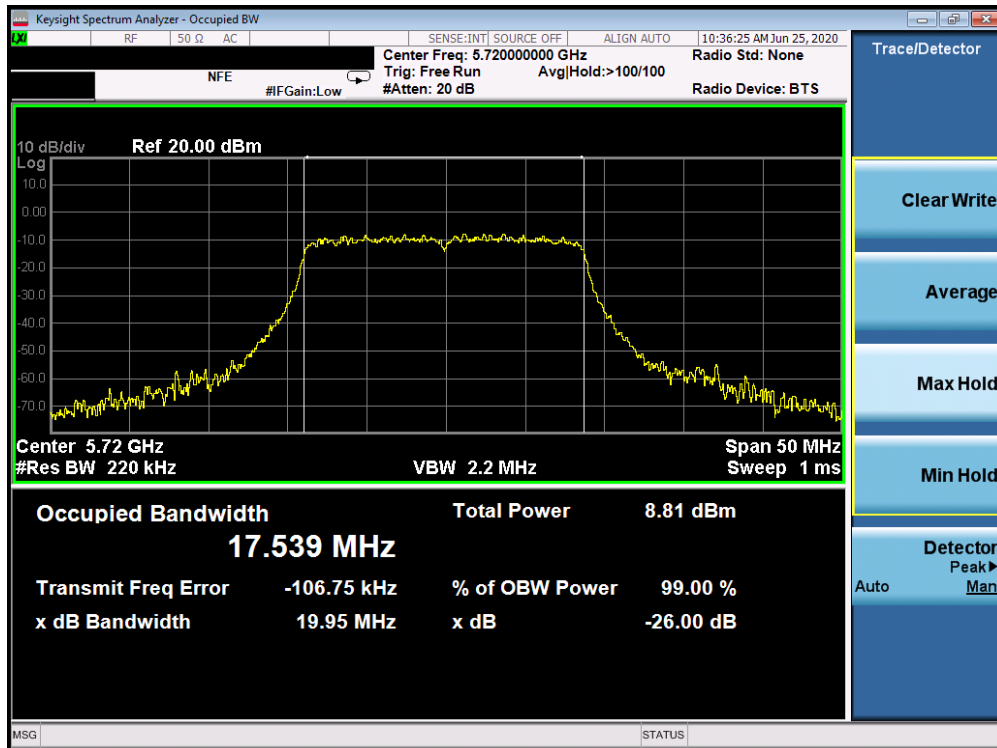 Keysight Spectrum Analyzer - Occupied BW
LXI RF 50 Ω AC SENSE:INT SOURCE OFF ALIGN AUTO 10:36:25 AM Jun 25, 2020
Center Freq: 5.720000000 GHz Radio Std: None
NFE Trig: Free Run Avg|Hold:>100/100
#IFGain:Low #Atten: 20 dB Radio Device: BTS
10 dB/div Ref 20.00 dBm
Log
10.0
0.00
-10.0
-20.0
-30.0
-40.0
-50.0
-60.0
-70.0
Center 5.72 GHz Span 50 MHz
#Res BW 220 kHz VBW 2.2 MHz Sweep 1 ms
Occupied Bandwidth Total Power 8.81 dBm
17.539 MHz
Transmit Freq Error -106.75 kHz % of OBW Power 99.00 %
x dB Bandwidth 19.95 MHz x dB -26.00 dB
MSG STATUS
Trace/Detector
Clear Write
Average
Max Hold
Min Hold
Detector
Peak▶
Auto Man